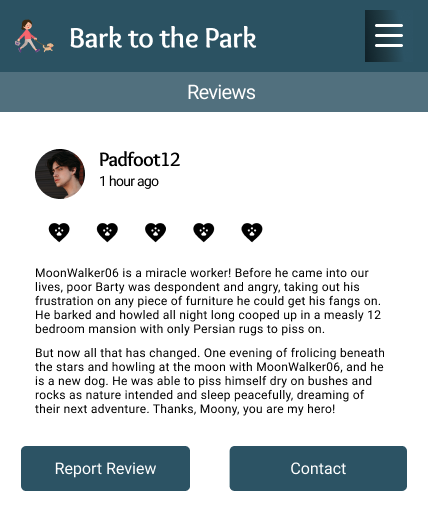 Bark to the Park
Reviews
Padfoot12
1 hour ago
MoonWalker06 is a miracle worker! Before he came into our
lives, poor Barty was despondent and angry, taking out his
frustration on any piece of furniture he could get his fangs on.
He barked and howled all night long cooped up in a measly 12
bedroom mansion with only Persian rugs to piss on.
But now all that has changed. One evening of frolicing beneath
the stars and howling at the moon with MoonWalker06, and he
is a new dog. He was able to piss himself dry on bushes and
rocks as nature intended and sleep peacefully, dreaming of
their next adventure. Thanks, Moony, you are my hero!
Report Review
Contact